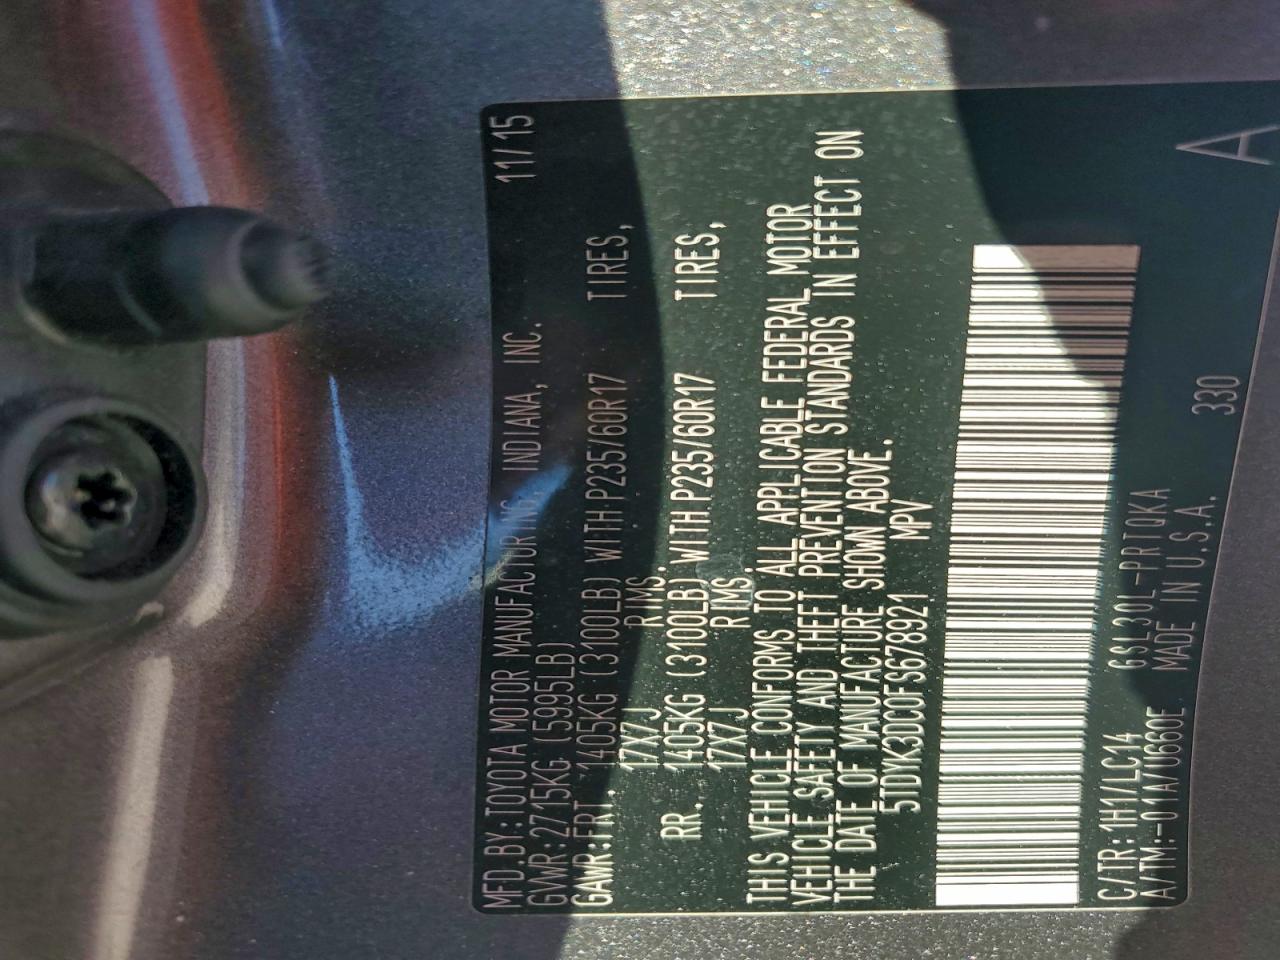 MFD.BY:TOYOTA MOTOR MANUFACTURING, INDIANA, INC. 11/15
GVWR:2715KG (5995LB)
GAWR:FRT. 1405KG (3100LB) WITH P235/60R17 TIRES,
17X7J RIMS.
RR. 1405KG (3100LB) WITH P235/60R17 TIRES,
17X7J RIMS.
THIS VEHICLE CONFORMS TO ALL APPLICABLE FEDERAL MOTOR
VEHICLE SAFETY AND THEFT PREVENTION STANDARDS IN EFFECT ON
THE DATE OF MANUFACTURE SHOWN ABOVE.
5TDYK3DC0FS678921 MPV
C/TR:1H1/LC14 GSL30L-PRTQKA
A/TM:-01A/U660E MADE IN U.S.A. 330 A